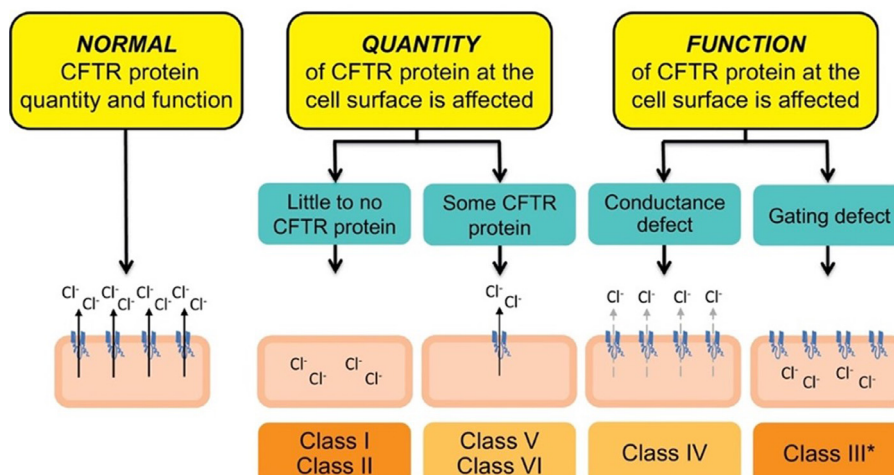 NORMAL
CFTR protein
quantity and function
QUANTITY
of CFTR protein at the
cell surface is affected
FUNCTION
of CFTR protein at the
cell surface is affected
Little to no
CFTR protein
Some CFTR
protein
Conductance
defect
Gating defect
Cl⁻ Cl⁻ Cl⁻ Cl⁻
Cl⁻ Cl⁻ Cl⁻ Cl⁻
Cl⁻ Cl⁻
Cl⁻ Cl⁻
Cl⁻
Cl⁻
Cl⁻ Cl⁻ Cl⁻ Cl⁻
Cl⁻ Cl⁻
Cl⁻ Cl⁻
Class I
Class II
Class V
Class VI
Class IV
Class III*